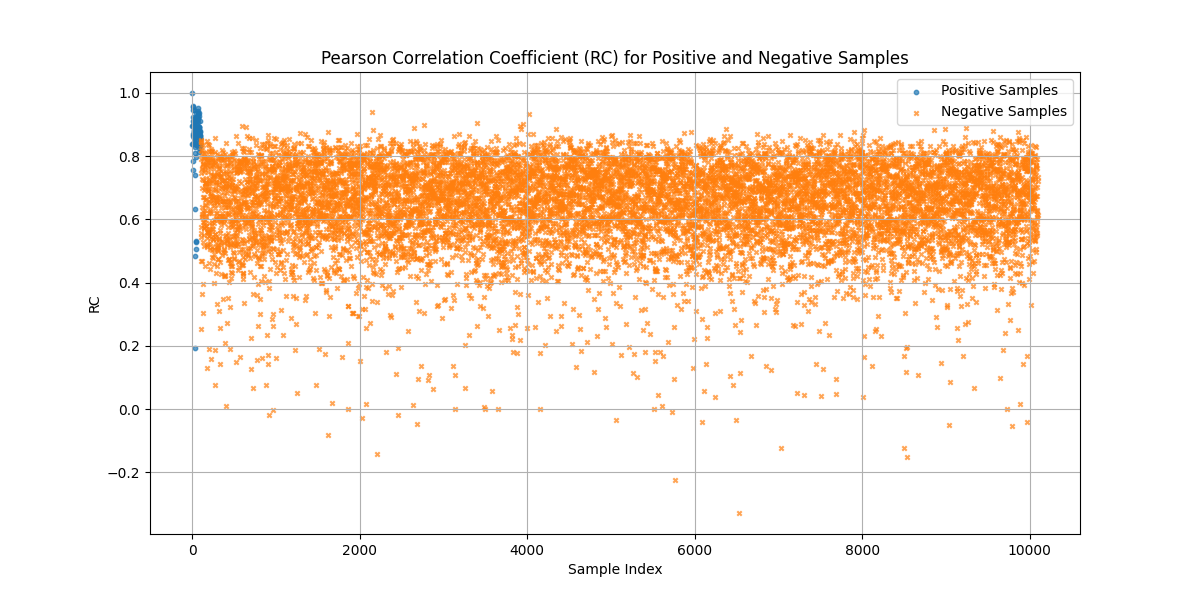 Pearson Correlation Coefficient (RC) for Positive and Negative Samples
Positive Samples
Negative Samples
1.0
0.8
0.6
0.4
0.2
0.0
−0.2
RC
0
2000
4000
6000
8000
10000
Sample Index